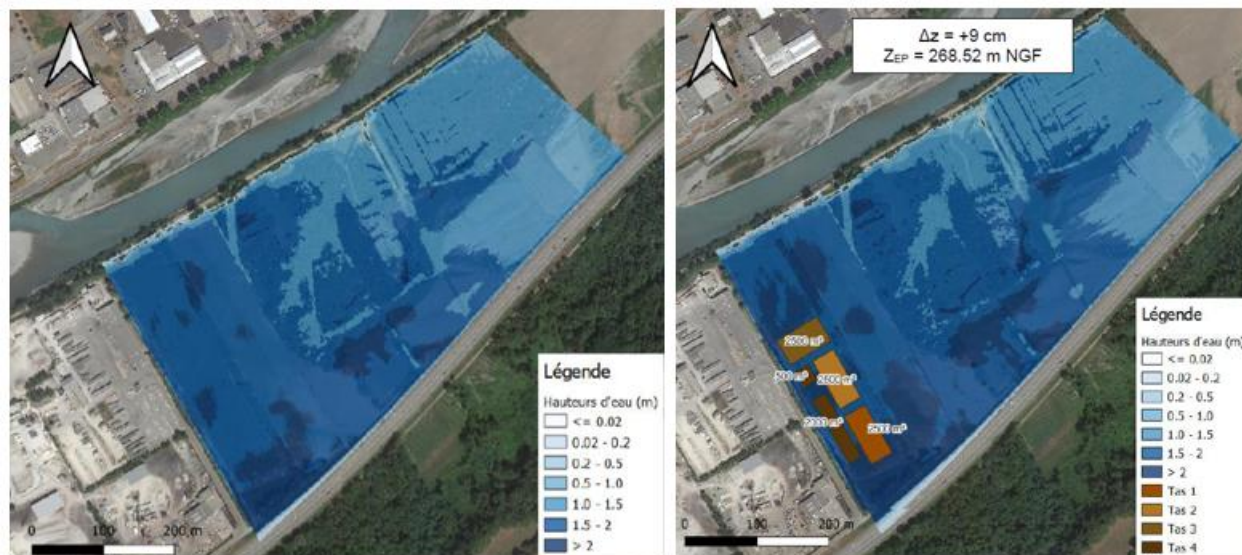 Légende
Hauteurs d'eau (m)
<= 0.02
0.02 - 0.2
0.2 - 0.5
0.5 - 1.0
1.0 - 1.5
1.5 - 2
> 2
0 100 200 m
Δz = +9 cm
ZEP = 268.52 m NGF
2500 m²
500 m²
2500 m²
2000 m²
2500 m²
Légende
Hauteurs d'eau (m)
<= 0.02
0.02 - 0.2
0.2 - 0.5
0.5 - 1.0
1.0 - 1.5
1.5 - 2
> 2
Tas 1
Tas 2
Tas 3
Tas 4
0 100 200 m